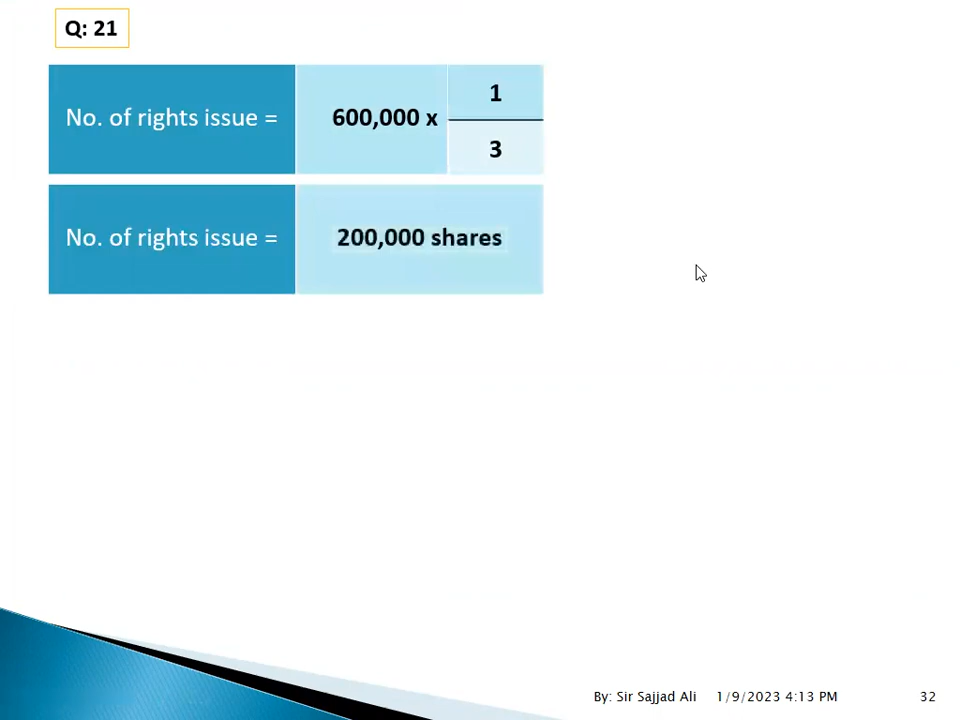 Q: 21
No. of rights issue = 600,000 x 1
3
No. of rights issue = 200,000 shares
By: Sir Sajjad Ali 1/9/2023 4:13 PM 32